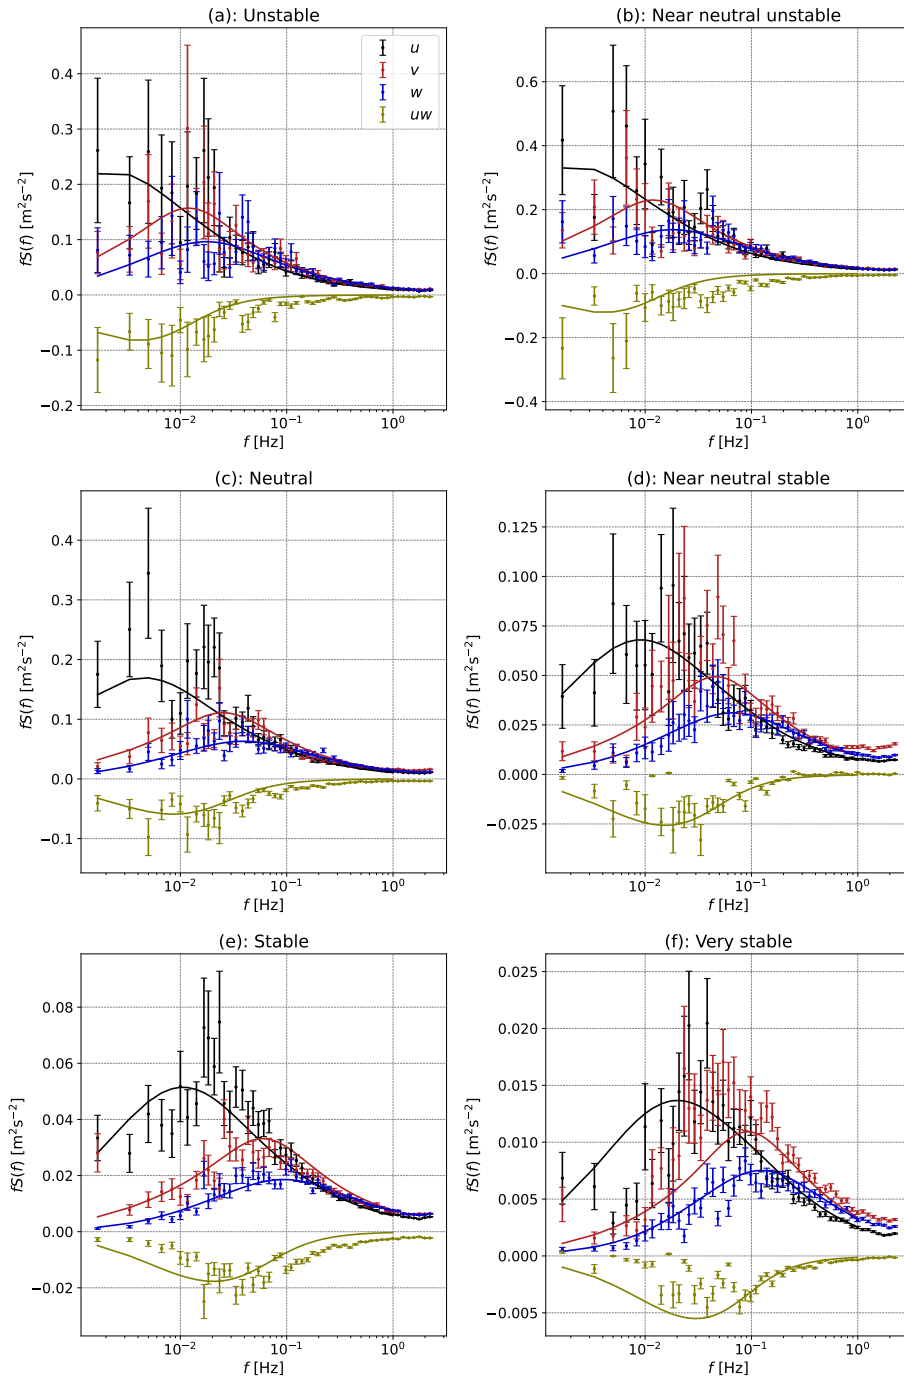 (a): Unstable
0.4
0.3
0.2
0.1
0.0
−0.1
−0.2
fS(f) [m²s⁻²]
10⁻² 10⁻¹ 10⁰
f [Hz]
u
v
w
uw
(b): Near neutral unstable
0.6
0.4
0.2
0.0
−0.2
−0.4
fS(f) [m²s⁻²]
10⁻² 10⁻¹ 10⁰
f [Hz]
(c): Neutral
0.4
0.3
0.2
0.1
0.0
−0.1
fS(f) [m²s⁻²]
10⁻² 10⁻¹ 10⁰
f [Hz]
(d): Near neutral stable
0.125
0.100
0.075
0.050
0.025
0.000
−0.025
fS(f) [m²s⁻²]
10⁻² 10⁻¹ 10⁰
f [Hz]
(e): Stable
0.08
0.06
0.04
0.02
0.00
−0.02
fS(f) [m²s⁻²]
10⁻² 10⁻¹ 10⁰
f [Hz]
(f): Very stable
0.025
0.020
0.015
0.010
0.005
0.000
−0.005
fS(f) [m²s⁻²]
10⁻² 10⁻¹ 10⁰
f [Hz]